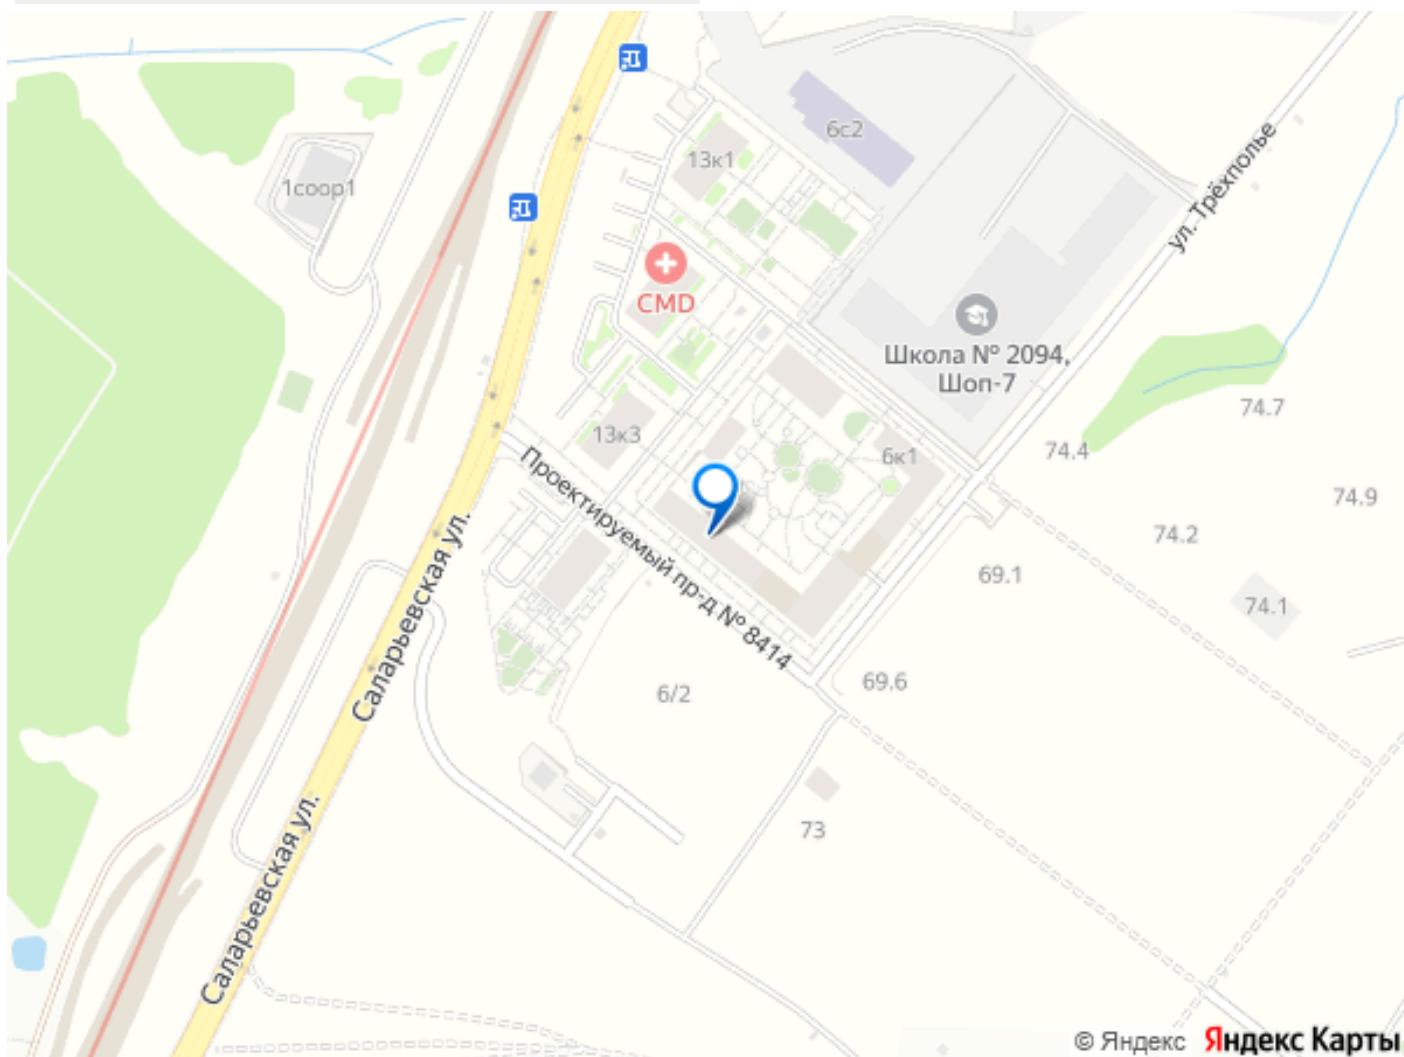 6с2
13к1
1соор1
ул. Трёхполье
CMD
Школа № 2094,
Шоп-7
74.7
13к3
6к1
74.4
Проектируемый пр-д № 8414
74.9
74.2
69.1
74.1
Саларьевская ул.
69.6
6/2
73
Саларьевская ул.
© Яндекс Яндекс Карты